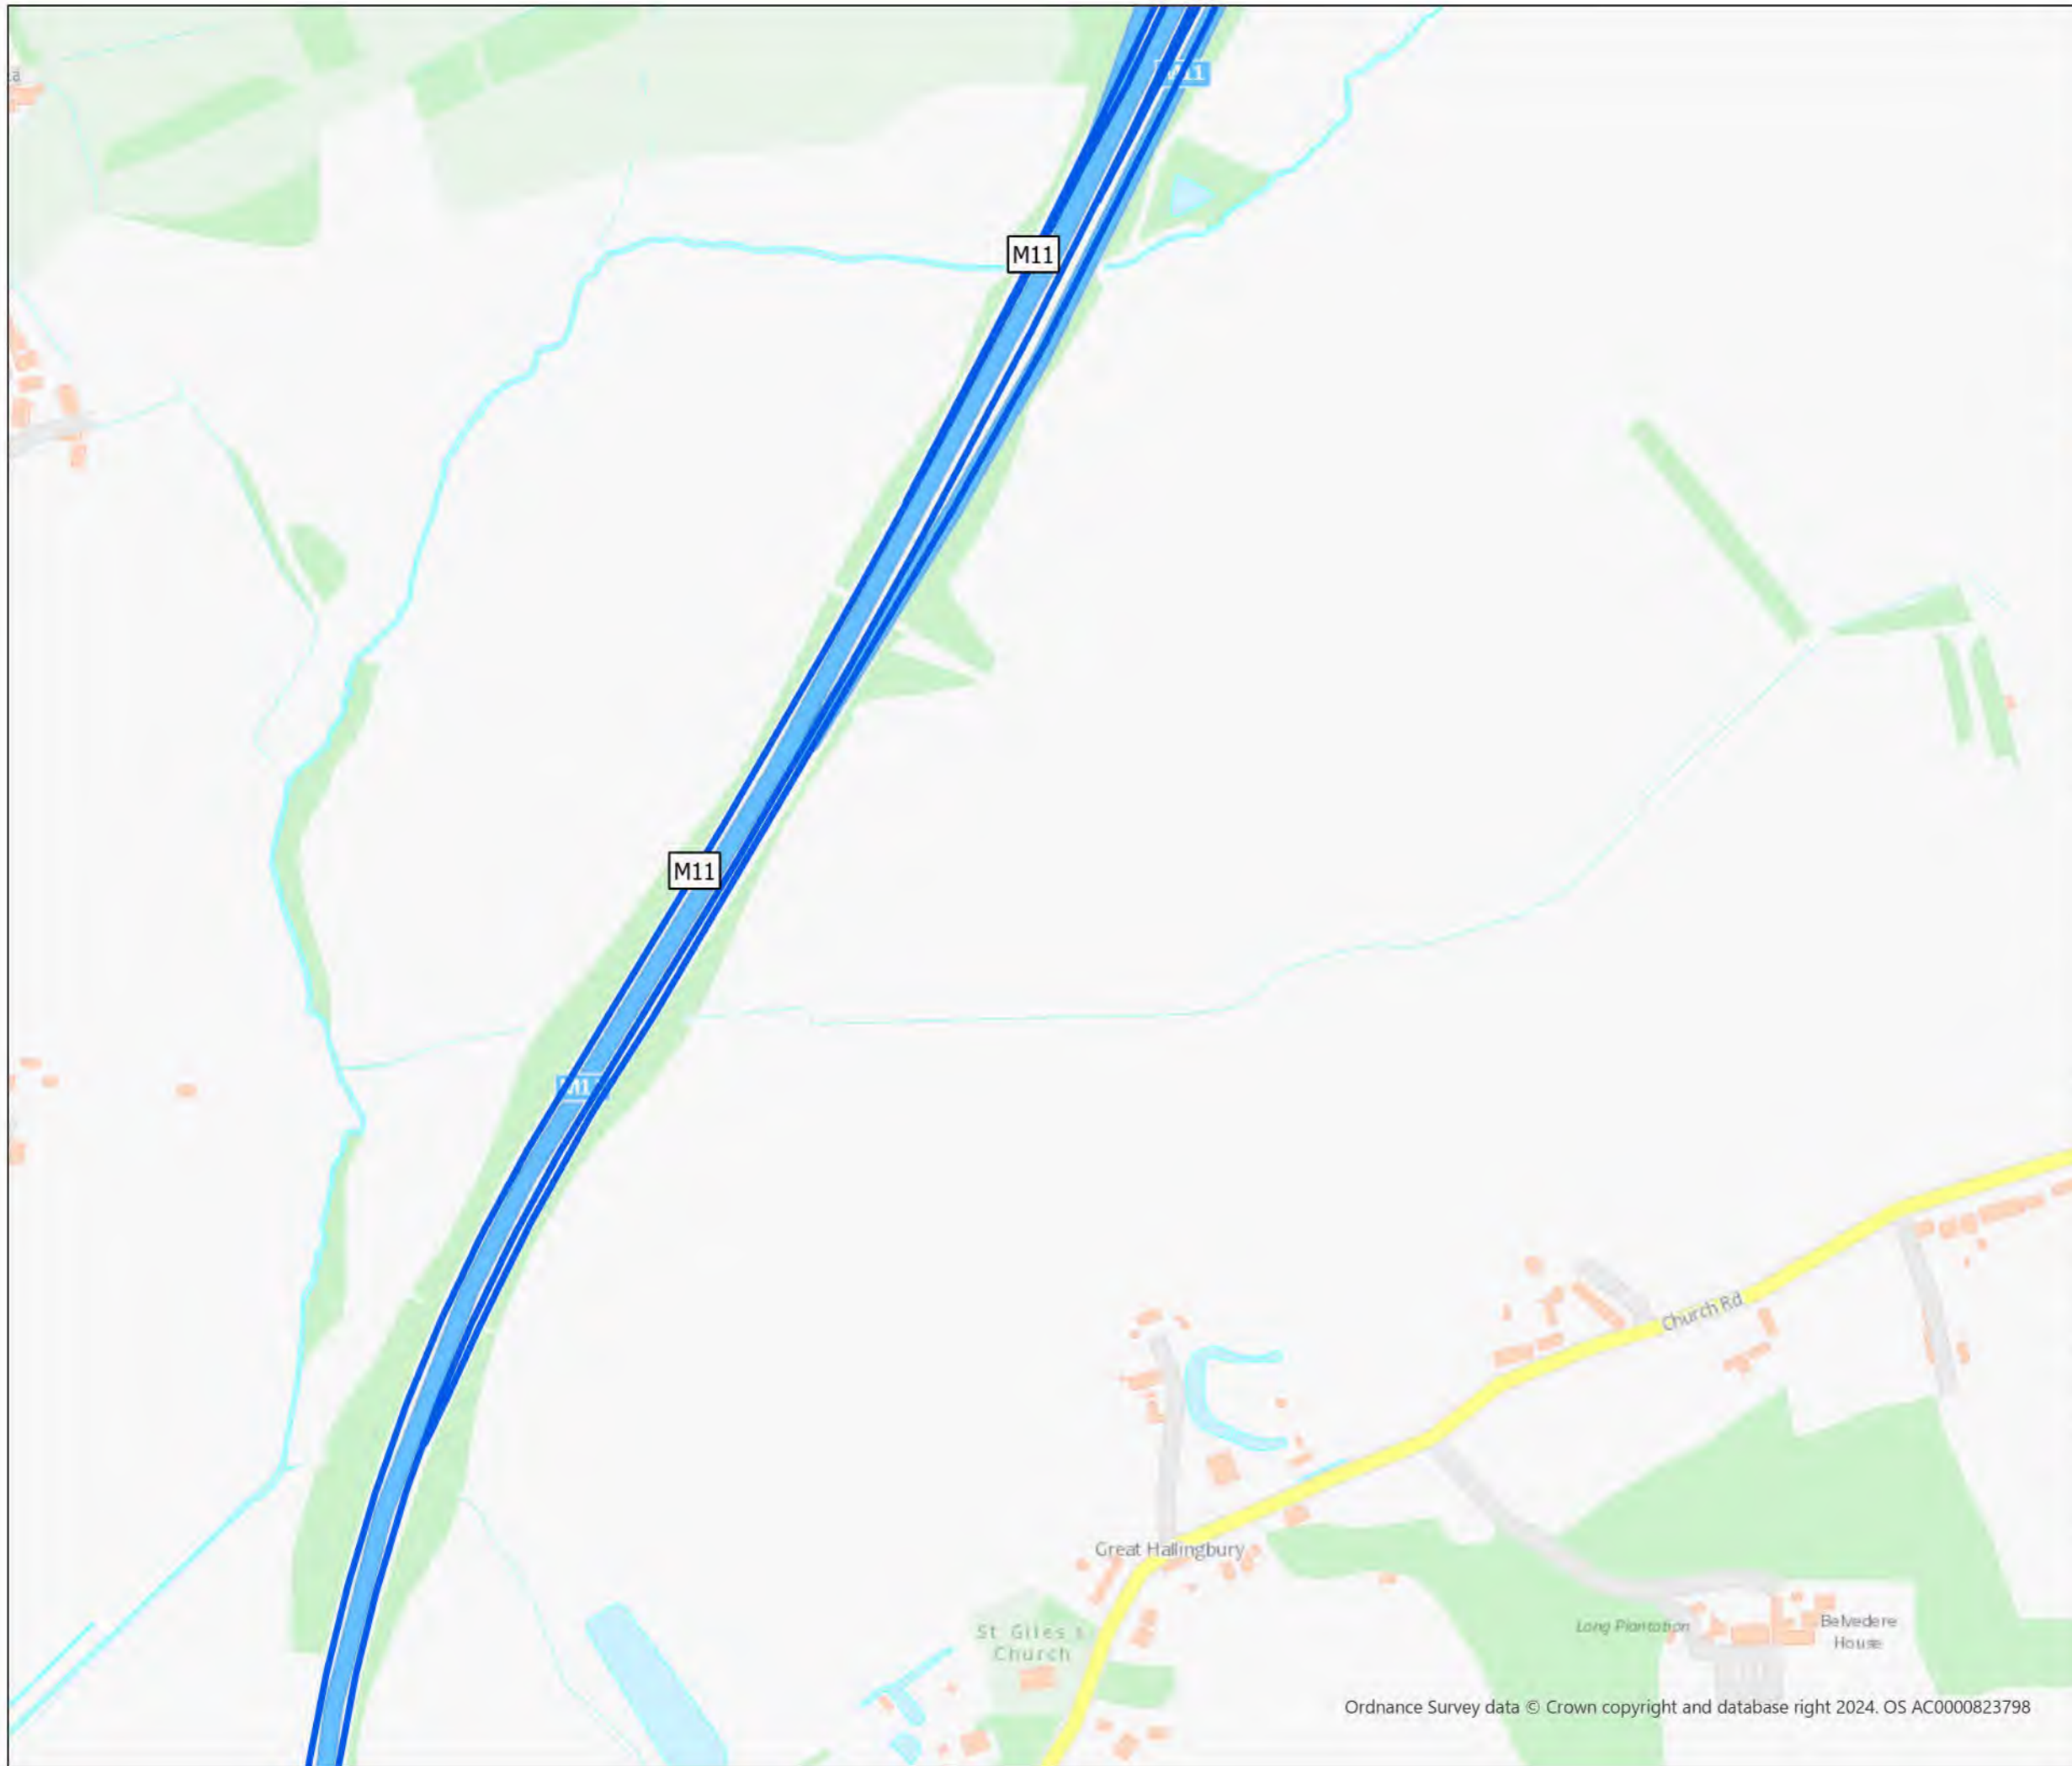 M11
M11
M11
Church Rd
Great Hallingbury
St Giles's
Church
Long Plantation
Belvedere
House
Ordnance Survey data © Crown copyright and database right 2024. OS AC0000823798